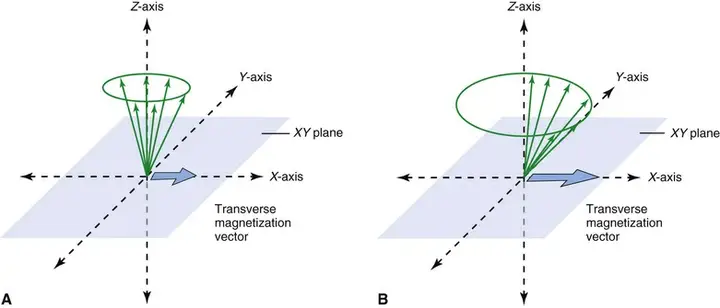 Z-axis
Y-axis
XY plane
X-axis
Transverse
magnetization
vector
A
Z-axis
Y-axis
XY plane
X-axis
Transverse
magnetization
vector
B